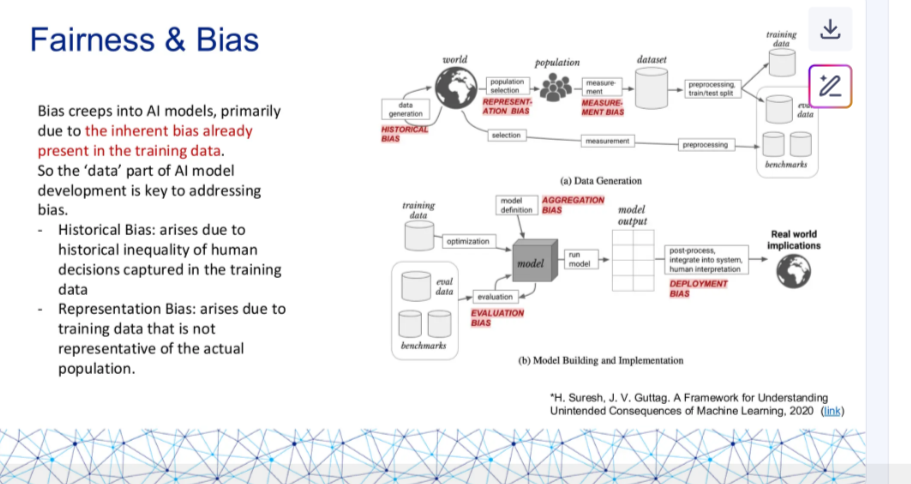 Fairness & Bias
Bias creeps into AI models, primarily
due to the inherent bias already
present in the training data.
So the ‘data’ part of AI model
development is key to addressing
bias.
- Historical Bias: arises due to
historical inequality of human
decisions captured in the training
data
- Representation Bias: arises due to
training data that is not
representative of the actual
population.
world
population
dataset
training
data
data
generation
HISTORICAL
BIAS
population
selection
REPRESENT-
ATION BIAS
measure-
ment
MEASURE-
MENT BIAS
preprocessing,
train/test split
data
selection
measurement
preprocessing
benchmarks
(a) Data Generation
training
data
model
definition
AGGREGATION
BIAS
model
output
optimization
model
run
model
post-process,
integrate into system,
human interpretation
DEPLOYMENT
BIAS
Real world
implications
eval
data
evaluation
EVALUATION
BIAS
benchmarks
(b) Model Building and Implementation
*H. Suresh, J. V. Guttag. A Framework for Understanding
Unintended Consequences of Machine Learning, 2020 (link)